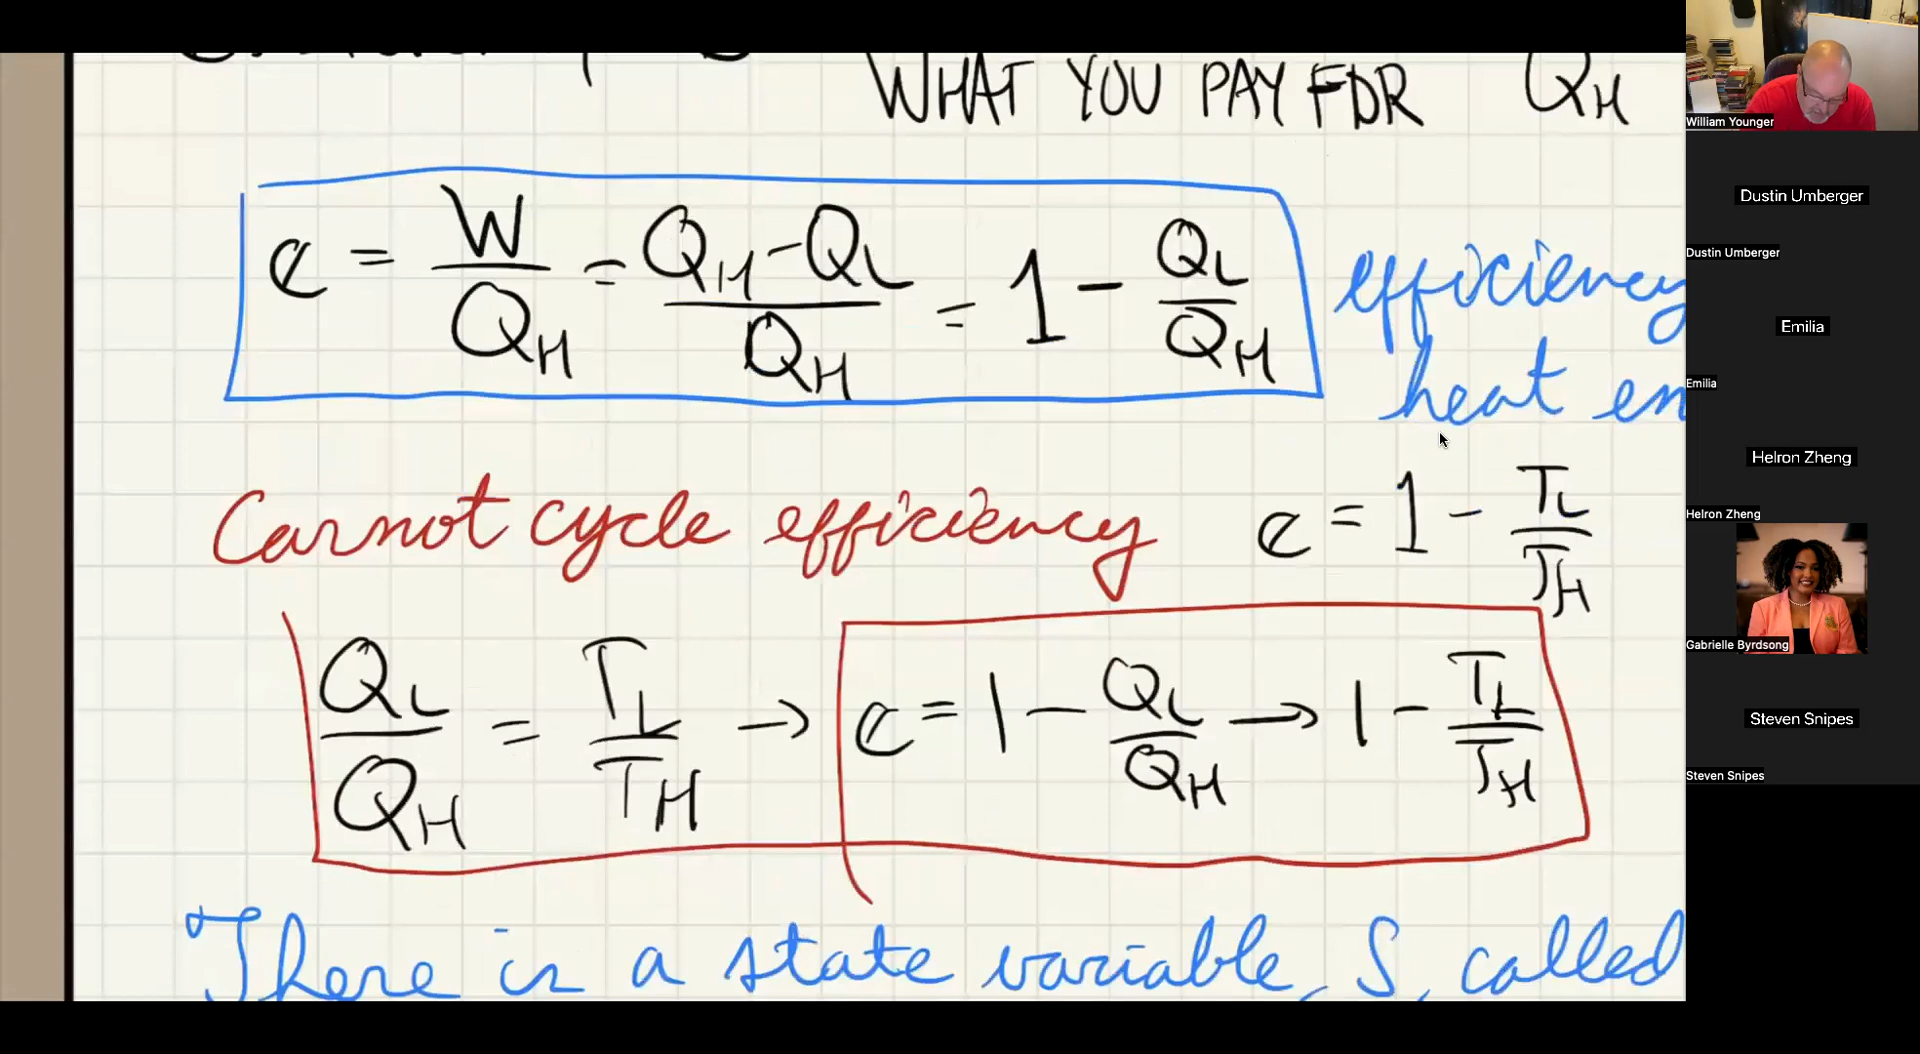 WHAT YOU PAY FOR Q_H
e = W/Q_H = (Q_H - Q_L)/Q_H = 1 - Q_L/Q_H
efficiency
heat en
Carnot cycle efficiency e = 1 - T_L/T_H
Q_L/Q_H = T_L/T_H → e = 1 - Q_L/Q_H → 1 - T_L/T_H
There is a state variable, S, called
William Younger
Dustin Umberger
Dustin Umberger
Emilia
Emilia
Helron Zheng
Helron Zheng
Gabrielle Byrdsong
Steven Snipes
Steven Snipes